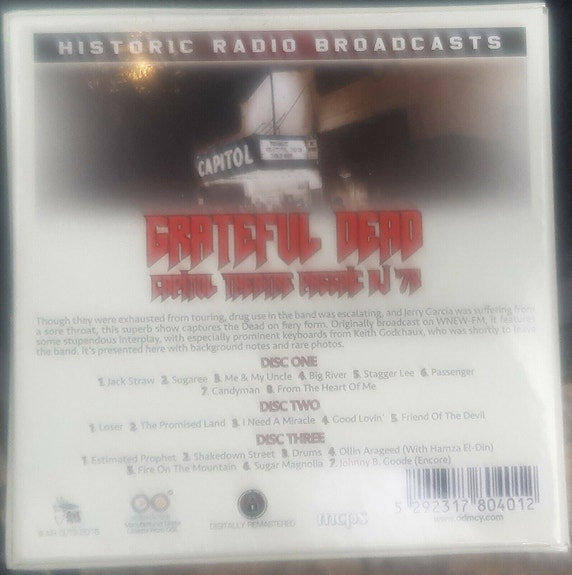 HISTORIC RADIO BROADCASTS
CAPITOL
GRATEFUL DEAD
CAPITOL THEATRE PASSAIC NJ '78
Though they were exhausted from touring, drug use in the band was escalating, and Jerry Garcia was suffering from
a sore throat, this superb show captures the Dead on fiery form. Originally broadcast on WNEW-FM, it features
some stupendous interplay, with especially prominent keyboards from Keith Godchaux, who was shortly to leave
the band. It's presented here with background notes and rare photos.
DISC ONE
1. Jack Straw 2. Sugaree 3. Me & My Uncle 4. Big River 5. Stagger Lee 6. Passenger
7. Candyman 8. From The Heart Of Me
DISC TWO
1. Loser 2. The Promised Land 3. I Need A Miracle 4. Good Lovin' 5. Friend Of The Devil
DISC THREE
1. Estimated Prophet 2. Shakedown Street 3. Drums 4. Ollin Arageed (With Hamza El-Din)
5. Fire On The Mountain 6. Sugar Magnolia 7. Johnny B. Goode (Encore)
DIGITALLY REMASTERED
mcps
5 292317 804012